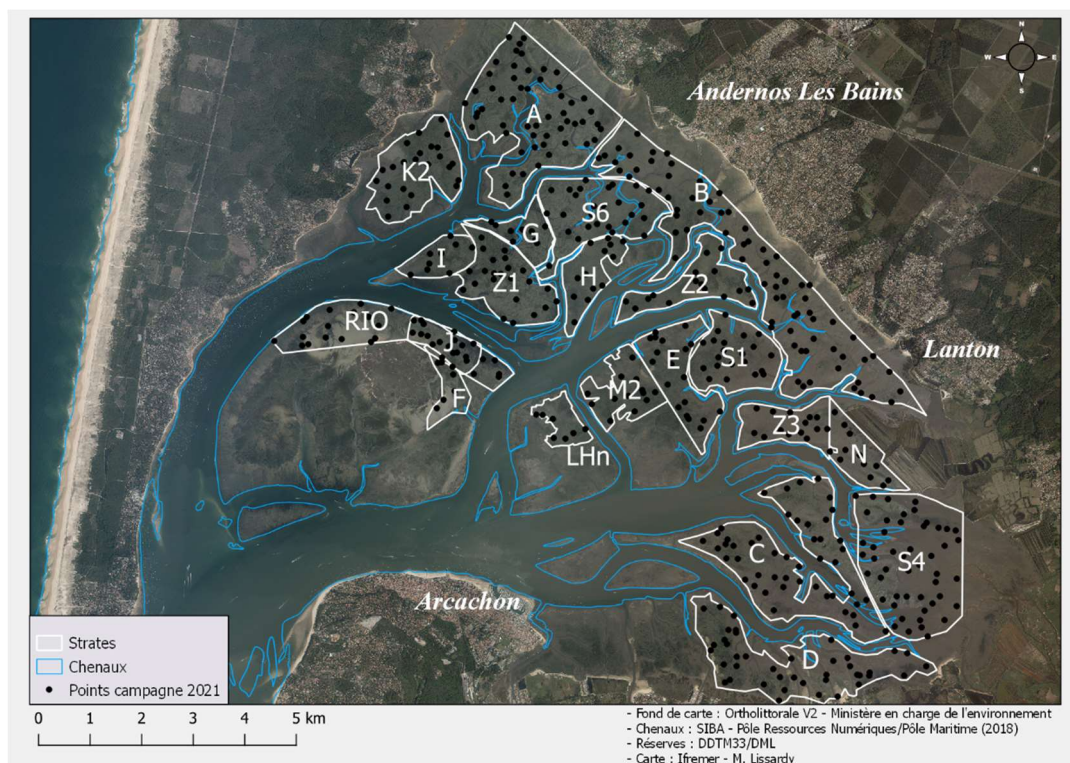 N
W E
S
Andernos Les Bains
A
K2
B
S6
G
I
H
Z1
Z2
RIO
J
Lanton
E
S1
M2
F
Z3
LHn
N
C
S4
Arcachon
D
Strates
Chenaux
Points campagne 2021
0 1 2 3 4 5 km
- Fond de carte : Ortholittorale V2 - Ministère en charge de l'environnement
- Chenaux : SIBA - Pôle Ressources Numériques/Pôle Maritime (2018)
- Réserves : DDTM33/DML
- Carte : Ifremer - M. Lissardy